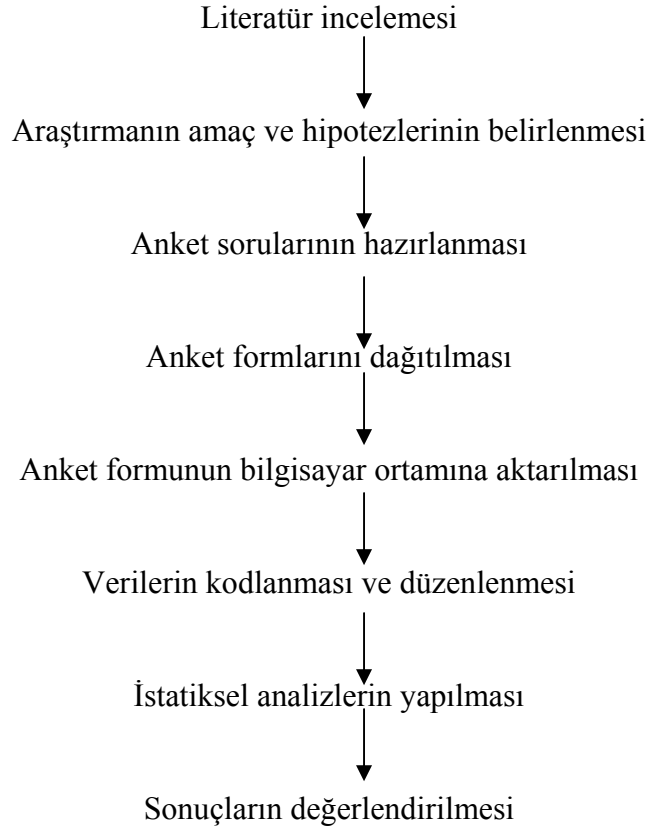 Literatür incelemesi
Araştırmanın amaç ve hipotezlerinin belirlenmesi
Anket sorularının hazırlanması
Anket formlarını dağıtılması
Anket formunun bilgisayar ortamına aktarılması
Verilerin kodlanması ve düzenlenmesi
İstatiksel analizlerin yapılması
Sonuçların değerlendirilmesi